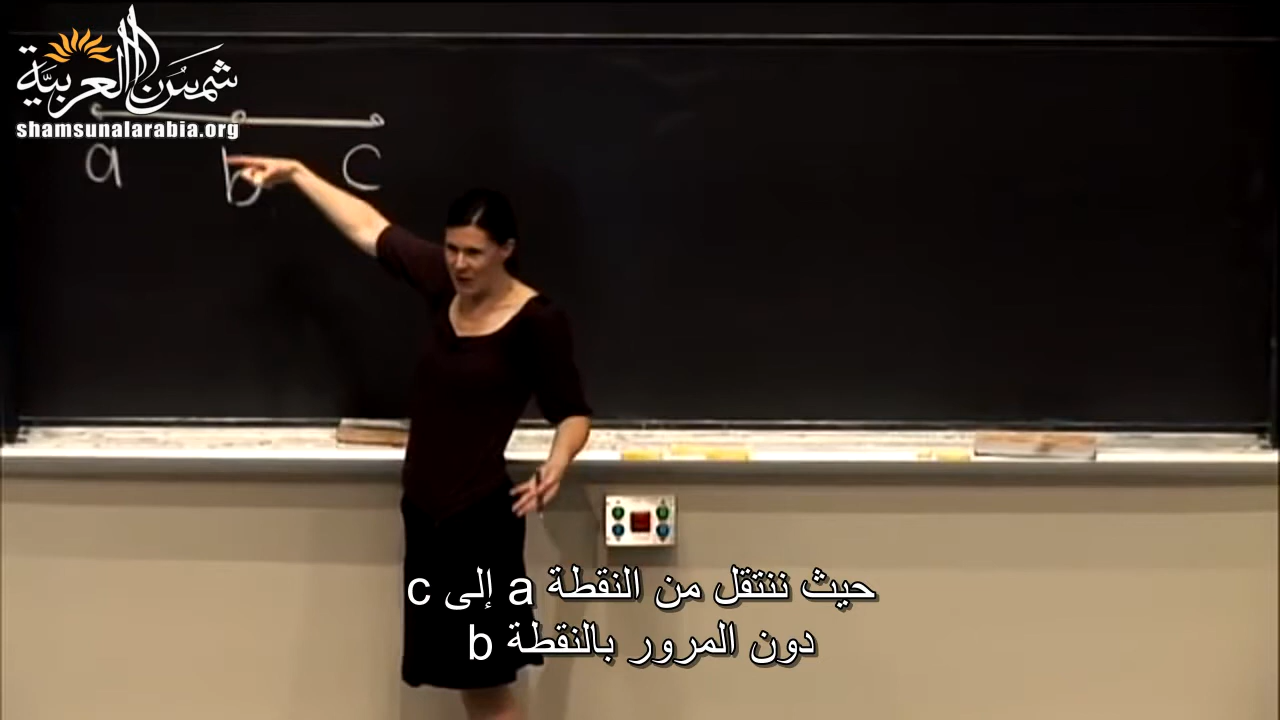 شمس العربية
shamsunalarabia.org
a b c
حيث ننتقل من النقطة a إلى c
دون المرور بالنقطة b